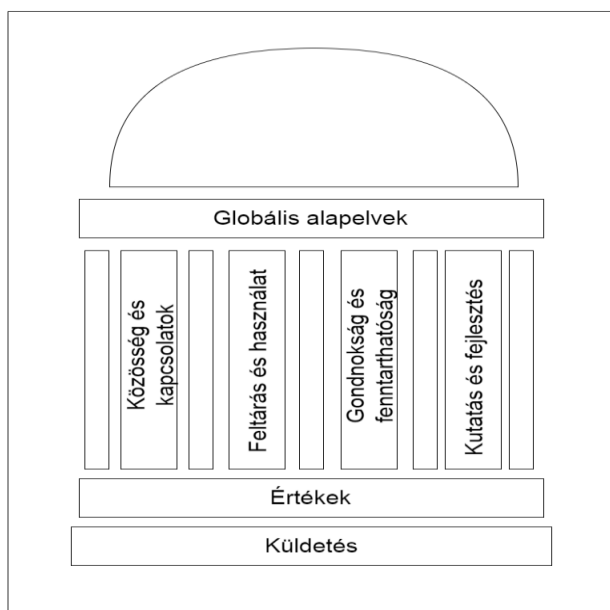 Globális alapelvek
Közösség és
kapcsolatok
Feltárás és használat
Gondnokság és
fenntarthatóság
Kutatás és fejlesztés
Értékek
Küldetés